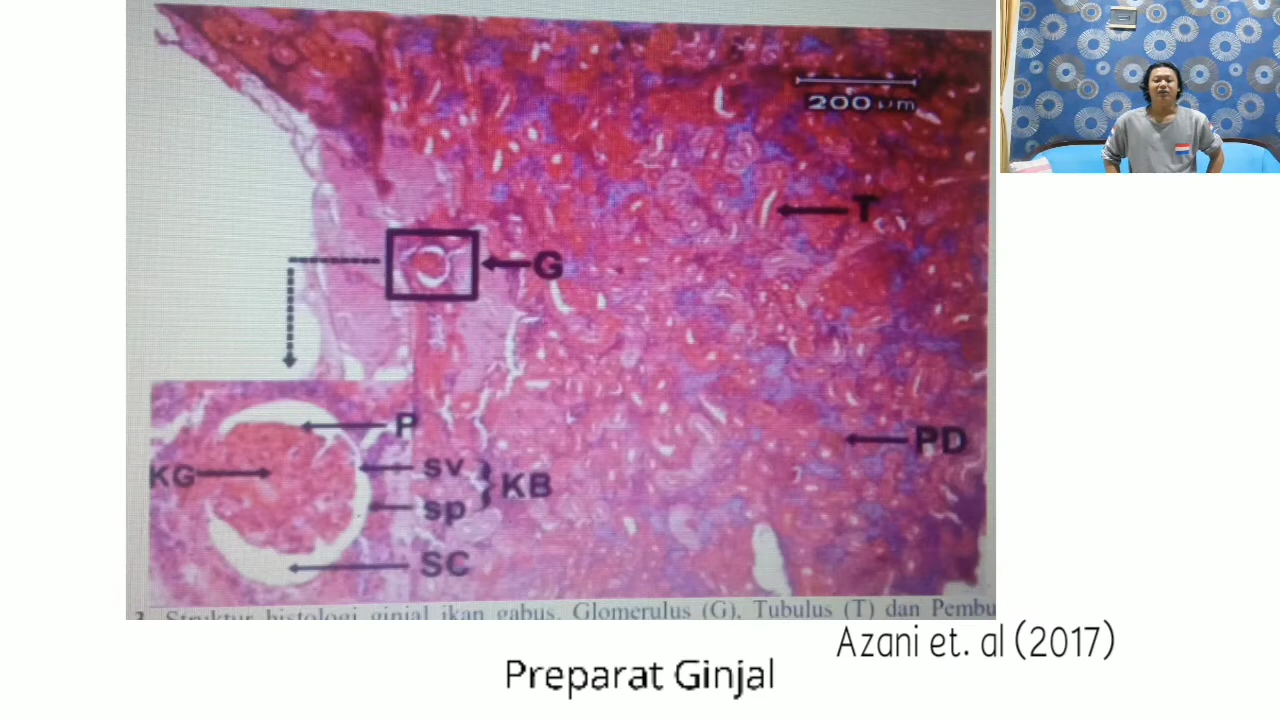 200 µm
T
G
P
PD
KG
sv
KB
sp
SC
Struktur histologi ginjal ikan gabus. Glomerulus (G), Tubulus (T) dan
Azani et. al (2017)
Preparat Ginjal